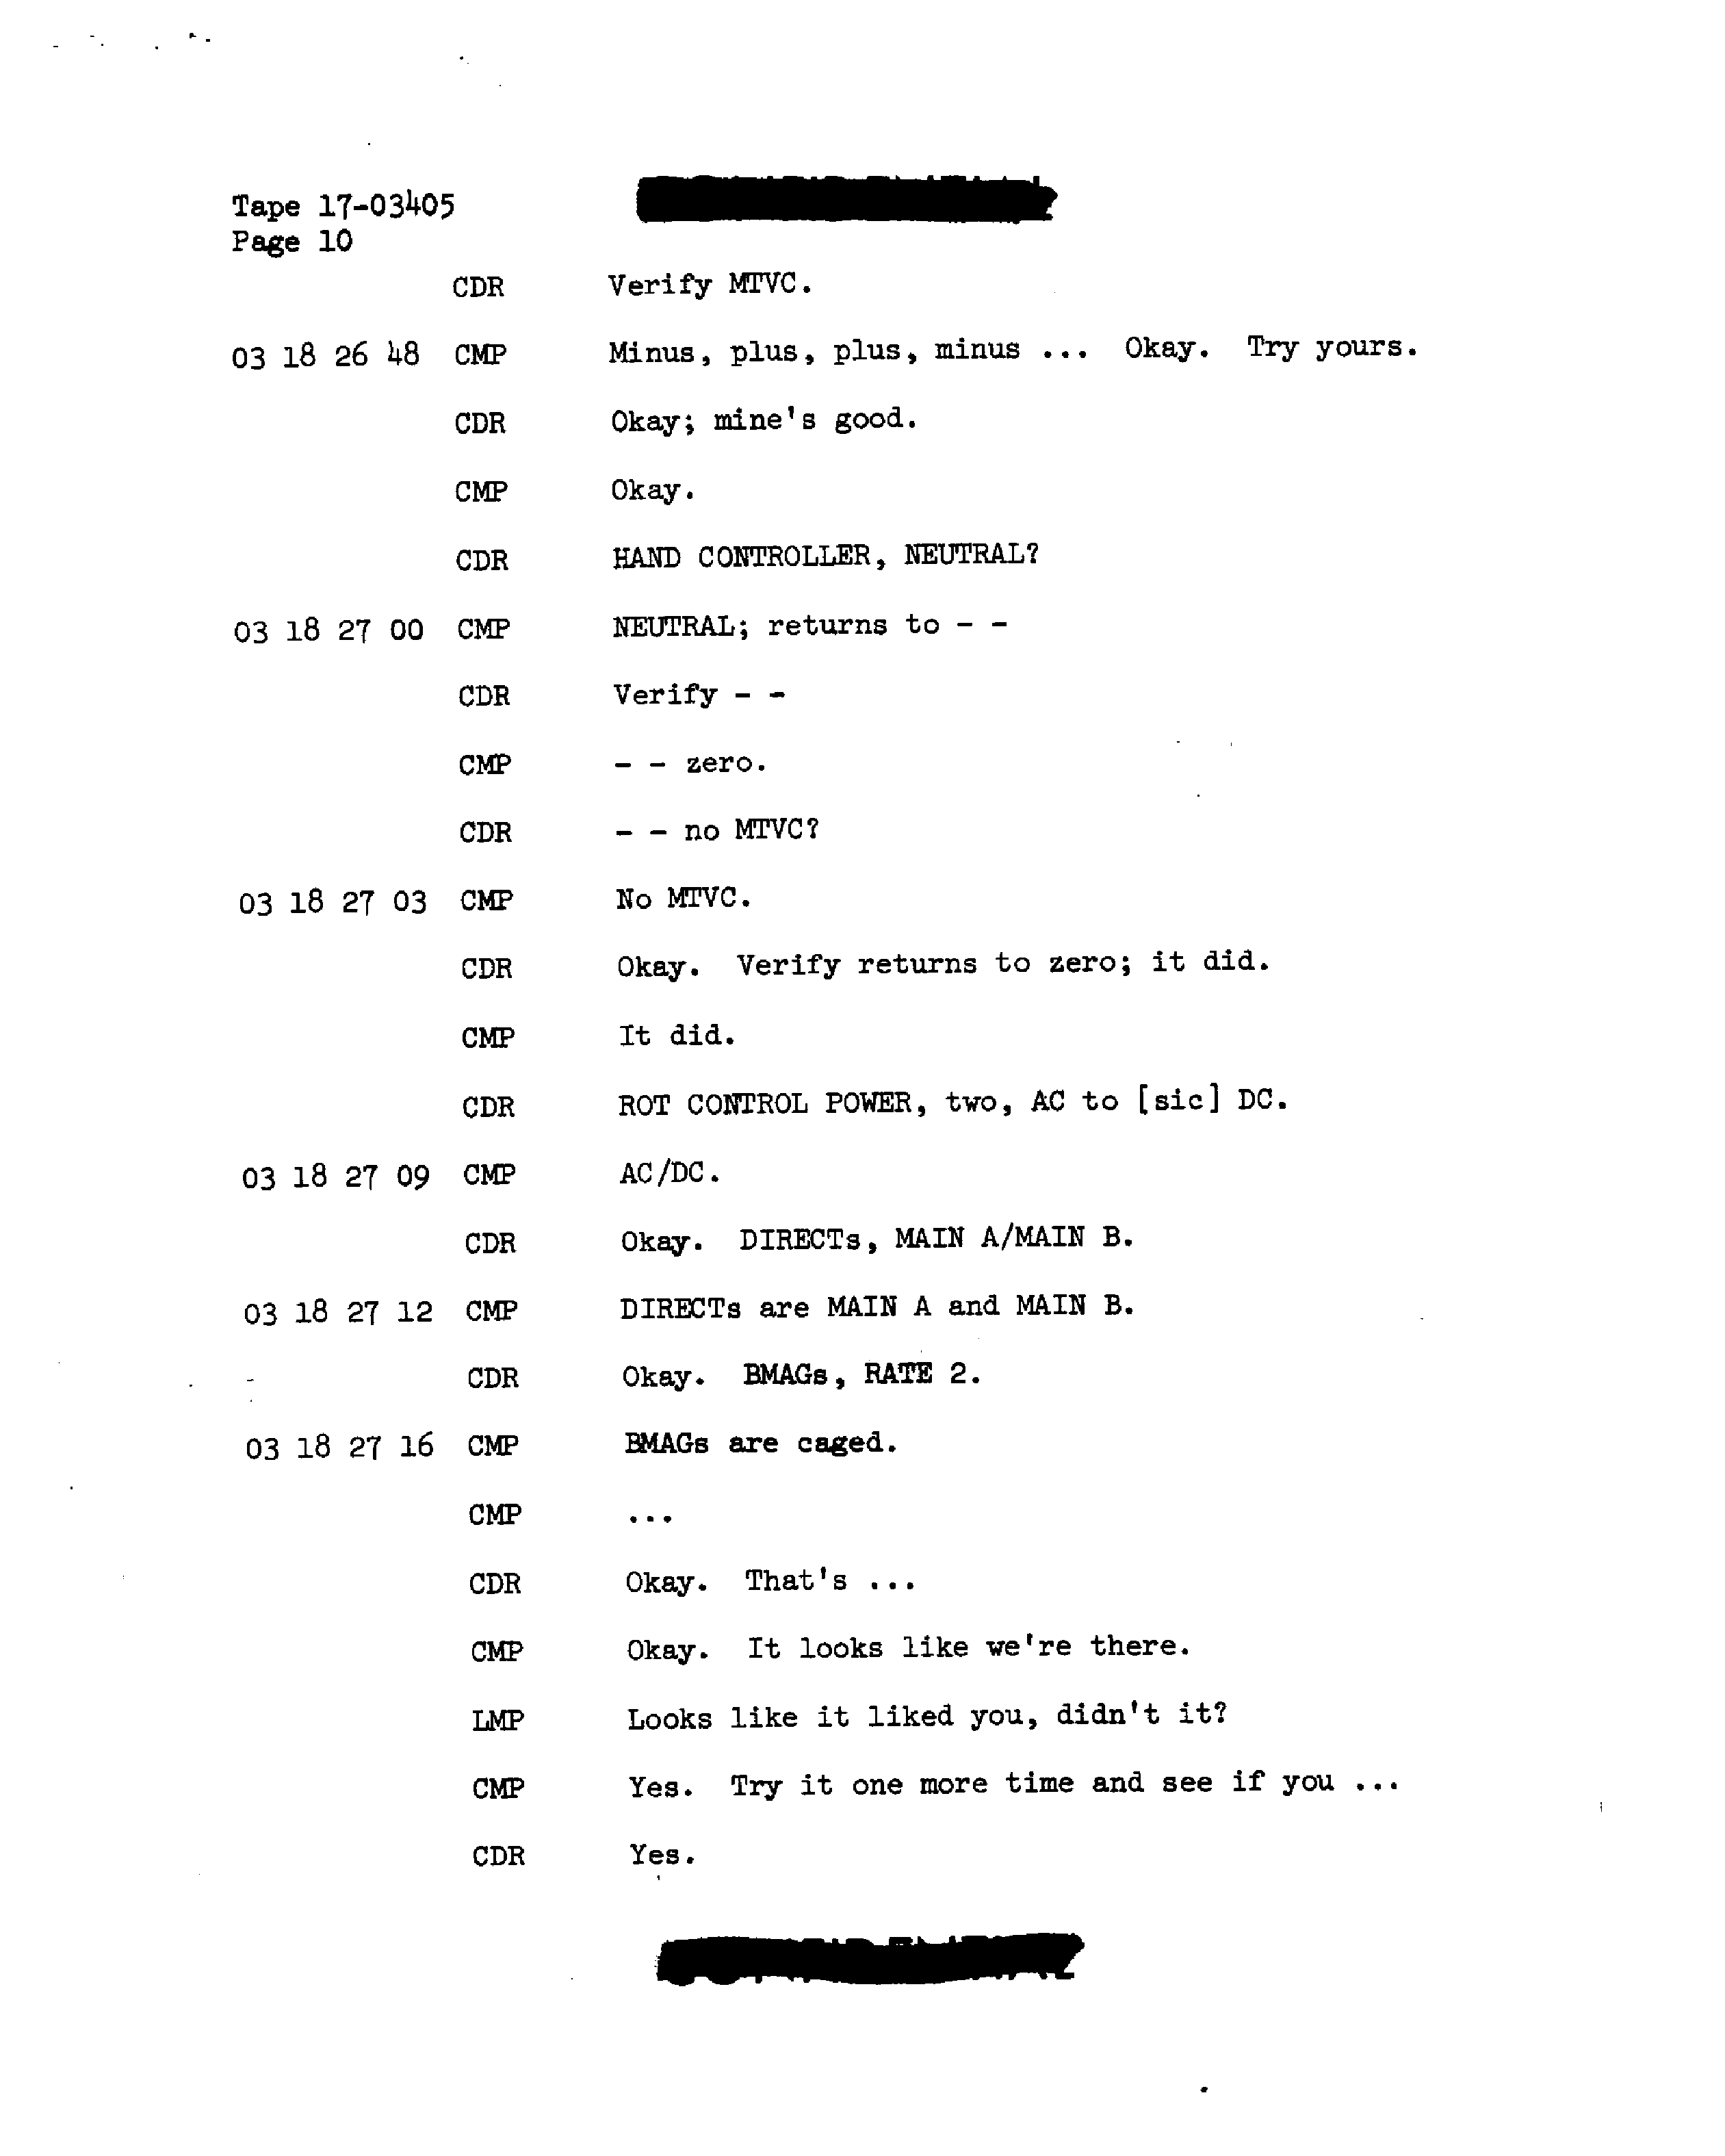 Tape 17-03405
Page 10
CDR Verify MTVC.
03 18 26 48 CMP Minus, plus, plus, minus ... Okay. Try yours.
CDR Okay; mine's good.
CMP Okay.
CDR HAND CONTROLLER, NEUTRAL?
03 18 27 00 CMP NEUTRAL; returns to - -
CDR Verify - -
CMP - - zero.
CDR - - no MTVC?
03 18 27 03 CMP No MTVC.
CDR Okay. Verify returns to zero; it did.
CMP It did.
CDR ROT CONTROL POWER, two, AC to [sic] DC.
03 18 27 09 CMP AC/DC.
CDR Okay. DIRECTs, MAIN A/MAIN B.
03 18 27 12 CMP DIRECTs are MAIN A and MAIN B.
CDR Okay. BMAGs, RATE 2.
03 18 27 16 CMP BMAGs are caged.
CMP ...
CDR Okay. That's ...
CMP Okay. It looks like we're there.
LMP Looks like it liked you, didn't it?
CMP Yes. Try it one more time and see if you ...
CDR Yes.